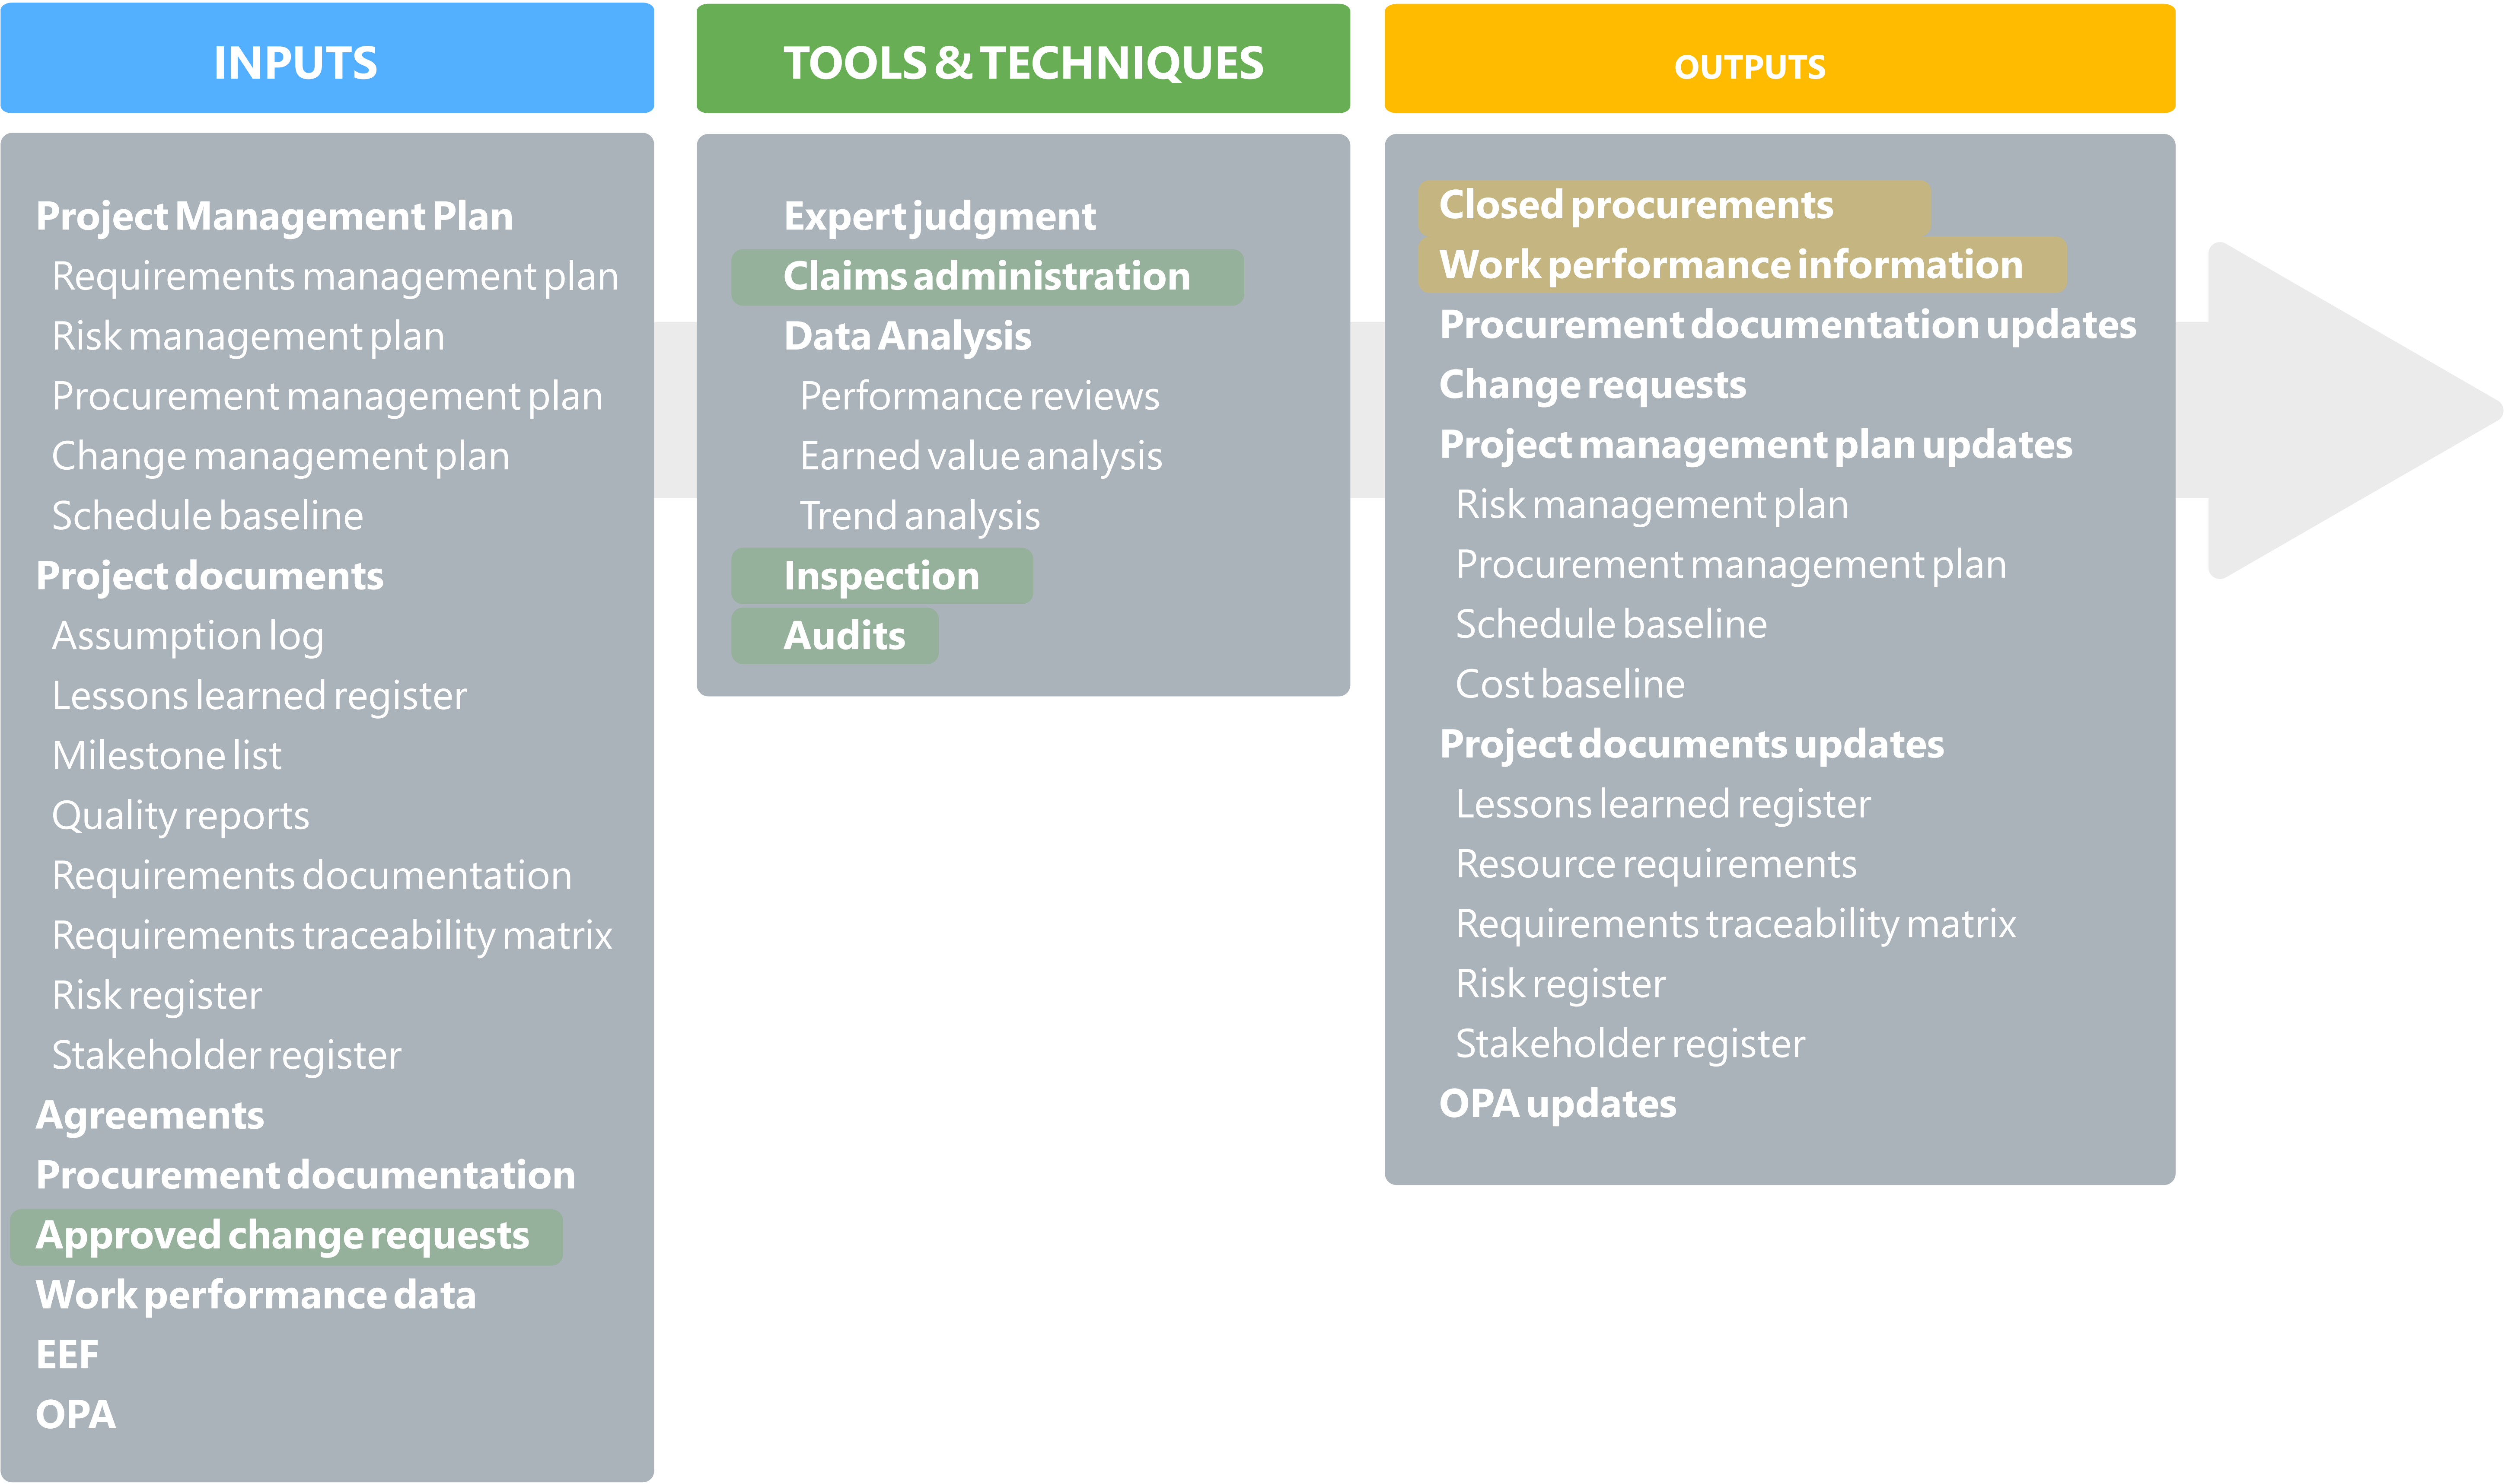 INPUTS
Project Management Plan
Requirements management plan
Risk management plan
Procurement management plan
Change management plan
Schedule baseline
Project documents
Assumption log
Lessons learned register
Milestone list
Quality reports
Requirements documentation
Requirements traceability matrix
Risk register
Stakeholder register
Agreements
Procurement documentation
Approved change requests
Work performance data
EEF
OPA
TOOLS & TECHNIQUES
Expert judgment
Claims administration
Data Analysis
Performance reviews
Earned value analysis
Trend analysis
Inspection
Audits
OUTPUTS
Closed procurements
Work performance information
Procurement documentation updates
Change requests
Project management plan updates
Risk management plan
Procurement management plan
Schedule baseline
Cost baseline
Project documents updates
Lessons learned register
Resource requirements
Requirements traceability matrix
Risk register
Stakeholder register
OPA updates